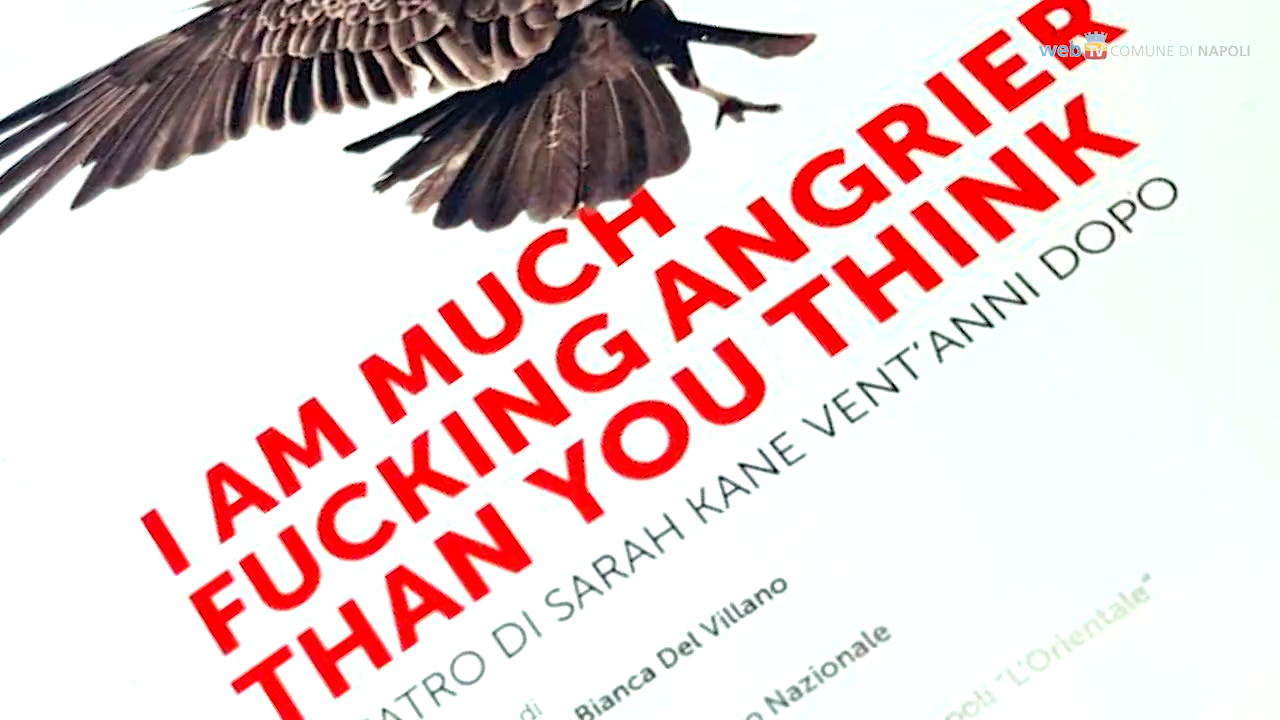 web TV COMUNE DI NAPOLI
I AM MUCH
FUCKING ANGRIER
THAN YOU THINK
DI SARAH KANE VENT'ANNI DOPO
di
Bianca Del Villano
Nazionale
"L'Orientale"